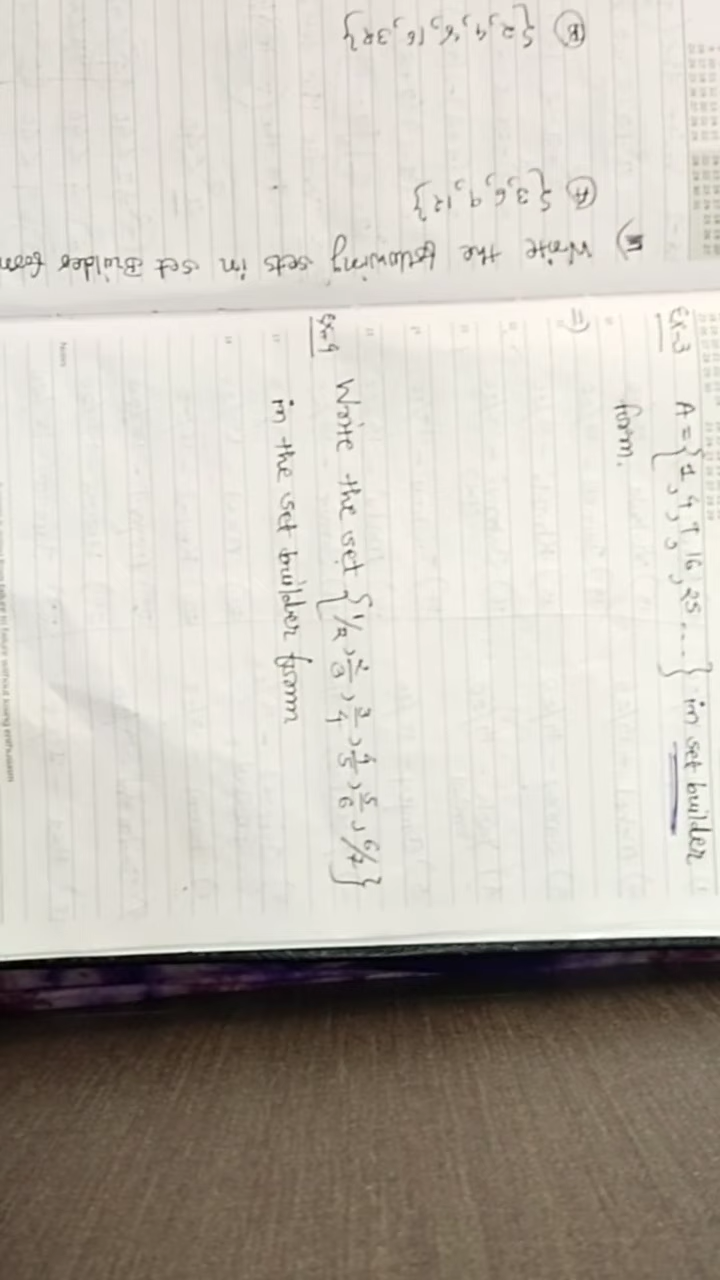 Ex-3 A = {1, 4, 9, 16, 25 ... } in set builder
form.
=>
Ex-4 Write the set {1/2, 2/3, 3/4, 4/5, 5/6, 6/7}
in the set builder form
Notes
Write the following sets in set Builder form
(A) {3, 6, 9, 12}
(B) {2, 4, 8, 16, 32}